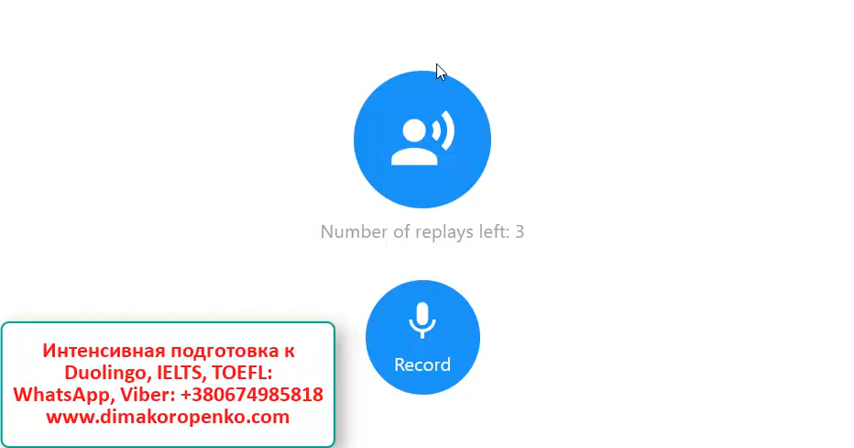 Number of replays left: 3
Record
Интенсивная подготовка к
Duolingo, IELTS, TOEFL:
WhatsApp, Viber: +380674985818
www.dimakoropenko.com